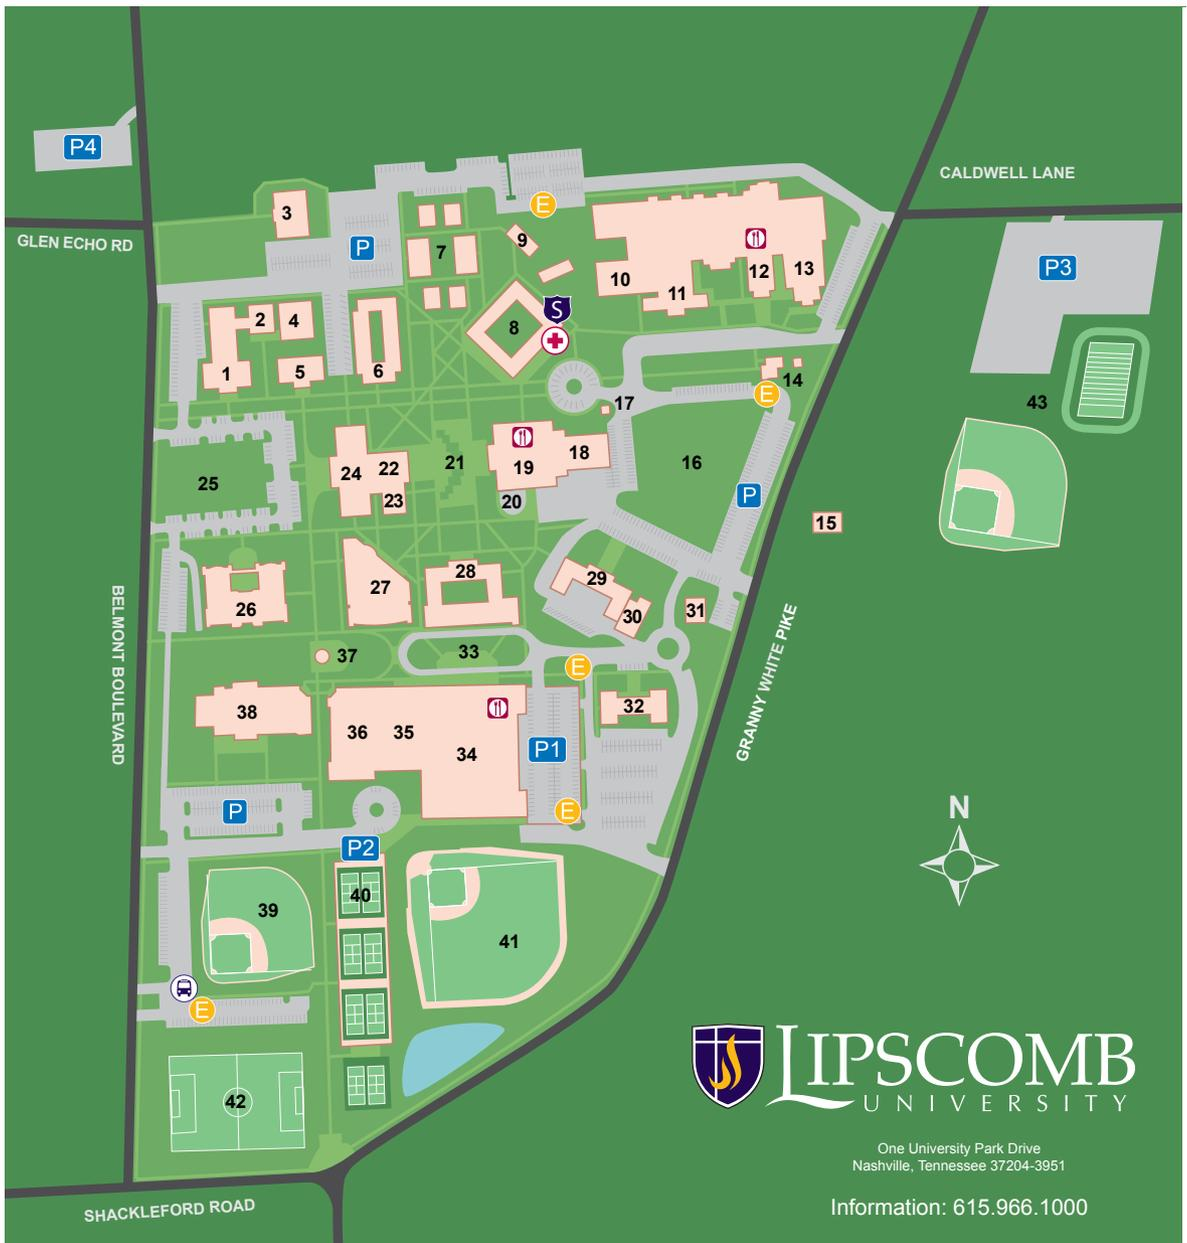 P4
CALDWELL LANE
3
E
GLEN ECHO RD
P
7
9
P3
10
11
12
13
2
4
S
8
1
5
6
14
E
17
43
24
22
21
19
18
16
25
23
20
P
15
26
27
28
29
30
31
BELMONT BOULEVARD
37
33
E
GRANNY WHITE PIKE
38
36
35
34
P1
32
P
E
N
P2
40
39
41
E
42
LIPSCOMB
UNIVERSITY
One University Park Drive
Nashville, Tennessee 37204-3951
SHACKLEFORD ROAD
Information: 615.966.1000